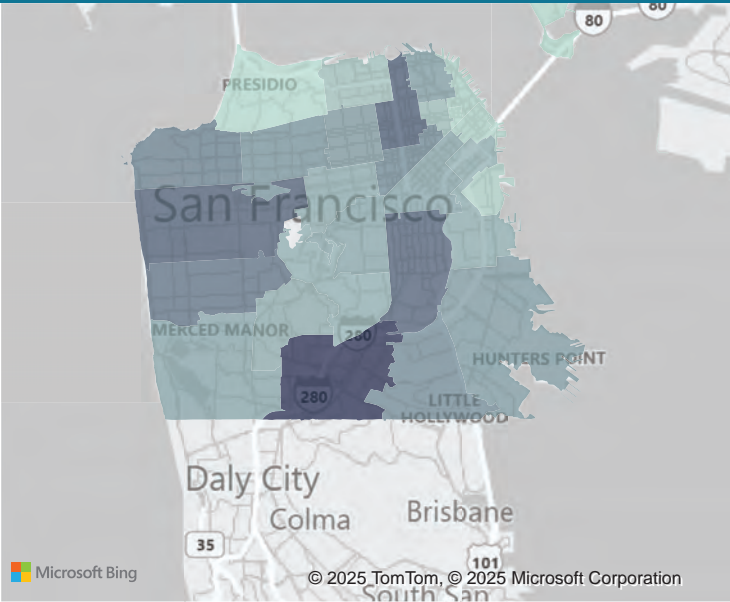 80
80
PRESIDIO
San Francisco
MERCED MANOR
280
HUNTERS POINT
280
LITTLE
HOLLYWOOD
Daly City
Colma
Brisbane
35
101
Microsoft Bing
© 2025 TomTom, © 2025 Microsoft Corporation
South San